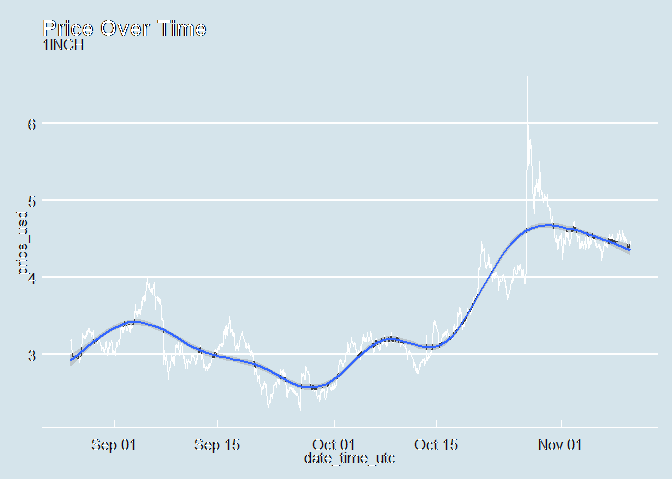 Price Over Time
1INCH
6
5
4
3
price_usd
Sep 01 Sep 15 Oct 01 Oct 15 Nov 01
date_time_utc